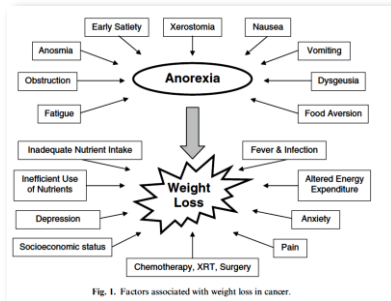 Early Satiety
Xerostomia
Nausea
Anosmia
Vomiting
Anorexia
Obstruction
Dysgeusia
Fatigue
Food Aversion
Inadequate Nutrient Intake
Fever & Infection
Inefficient Use
of Nutrients
Weight
Loss
Altered Energy
Expenditure
Depression
Anxiety
Socioeconomic status
Pain
Chemotherapy, XRT, Surgery
Fig. 1. Factors associated with weight loss in cancer.